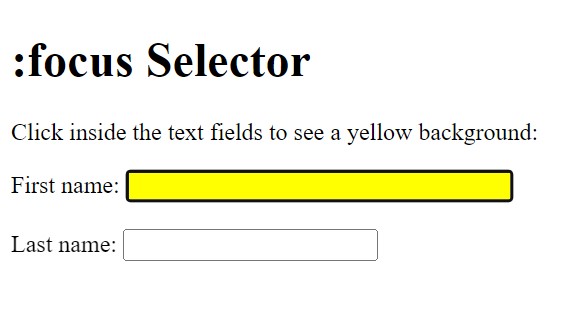 :focus Selector
Click inside the text fields to see a yellow background:
First name:
Last name: